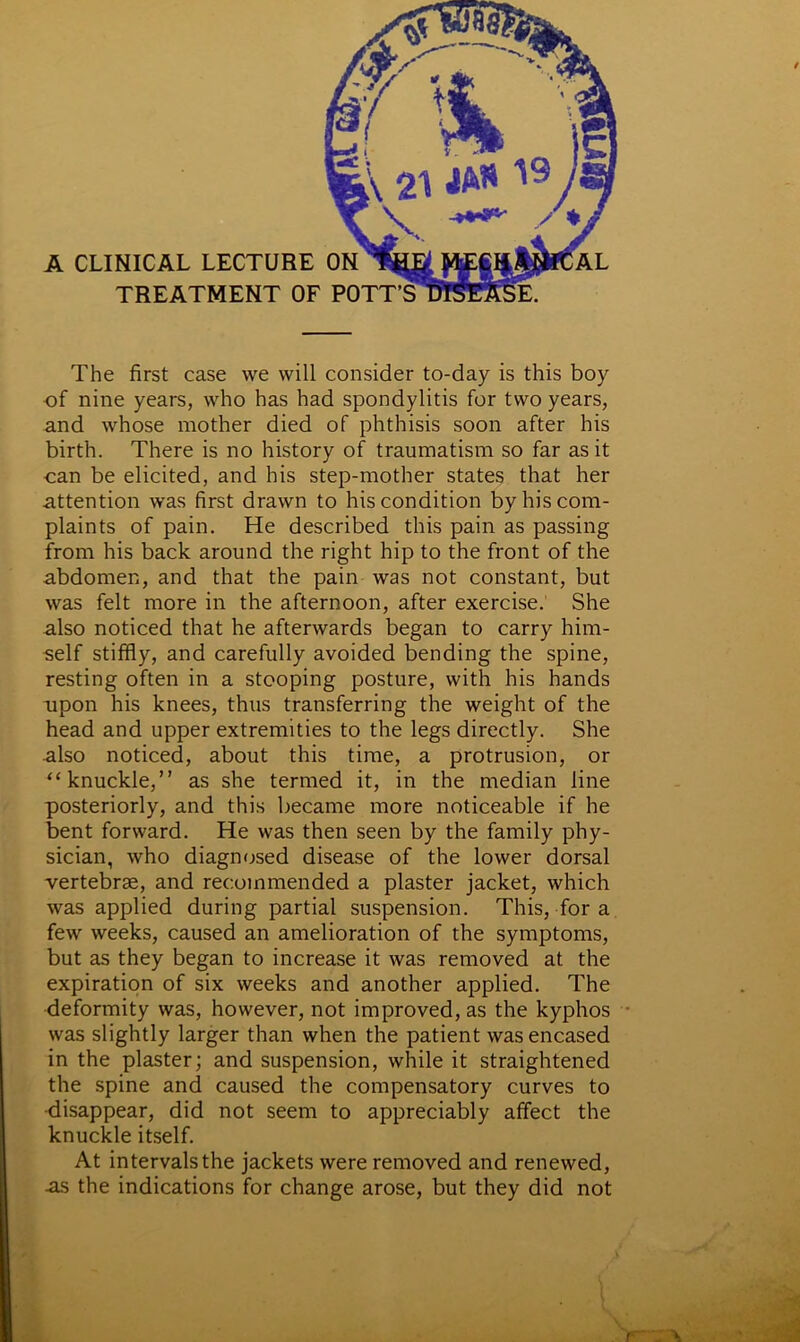 21 JAN 19
A CLINICAL LECTURE ON THE MECHANICAL
TREATMENT OF POTT'S DISEASE.
The first case we will consider to-day is this boy
of nine years, who has had spondylitis for two years,
and whose mother died of phthisis soon after his
birth. There is no history of traumatism so far as it
can be elicited, and his step-mother states that her
attention was first drawn to his condition by his com-
plaints of pain. He described this pain as passing
from his back around the right hip to the front of the
abdomen, and that the pain was not constant, but
was felt more in the afternoon, after exercise. She
also noticed that he afterwards began to carry him-
self stiffly, and carefully avoided bending the spine,
resting often in a stooping posture, with his hands
upon his knees, thus transferring the weight of the
head and upper extremities to the legs directly. She
also noticed, about this time, a protrusion, or
“knuckle,” as she termed it, in the median line
posteriorly, and this became more noticeable if he
bent forward. He was then seen by the family phy-
sician, who diagnosed disease of the lower dorsal
vertebræ, and recommended a plaster jacket, which
was applied during partial suspension. This, for a
few weeks, caused an amelioration of the symptoms,
but as they began to increase it was removed at the
expiration of six weeks and another applied. The
deformity was, however, not improved, as the kyphos
was slightly larger than when the patient was encased
in the plaster; and suspension, while it straightened
the spine and caused the compensatory curves to
disappear, did not seem to appreciably affect the
knuckle itself.
At intervals the jackets were removed and renewed,
as the indications for change arose, but they did not